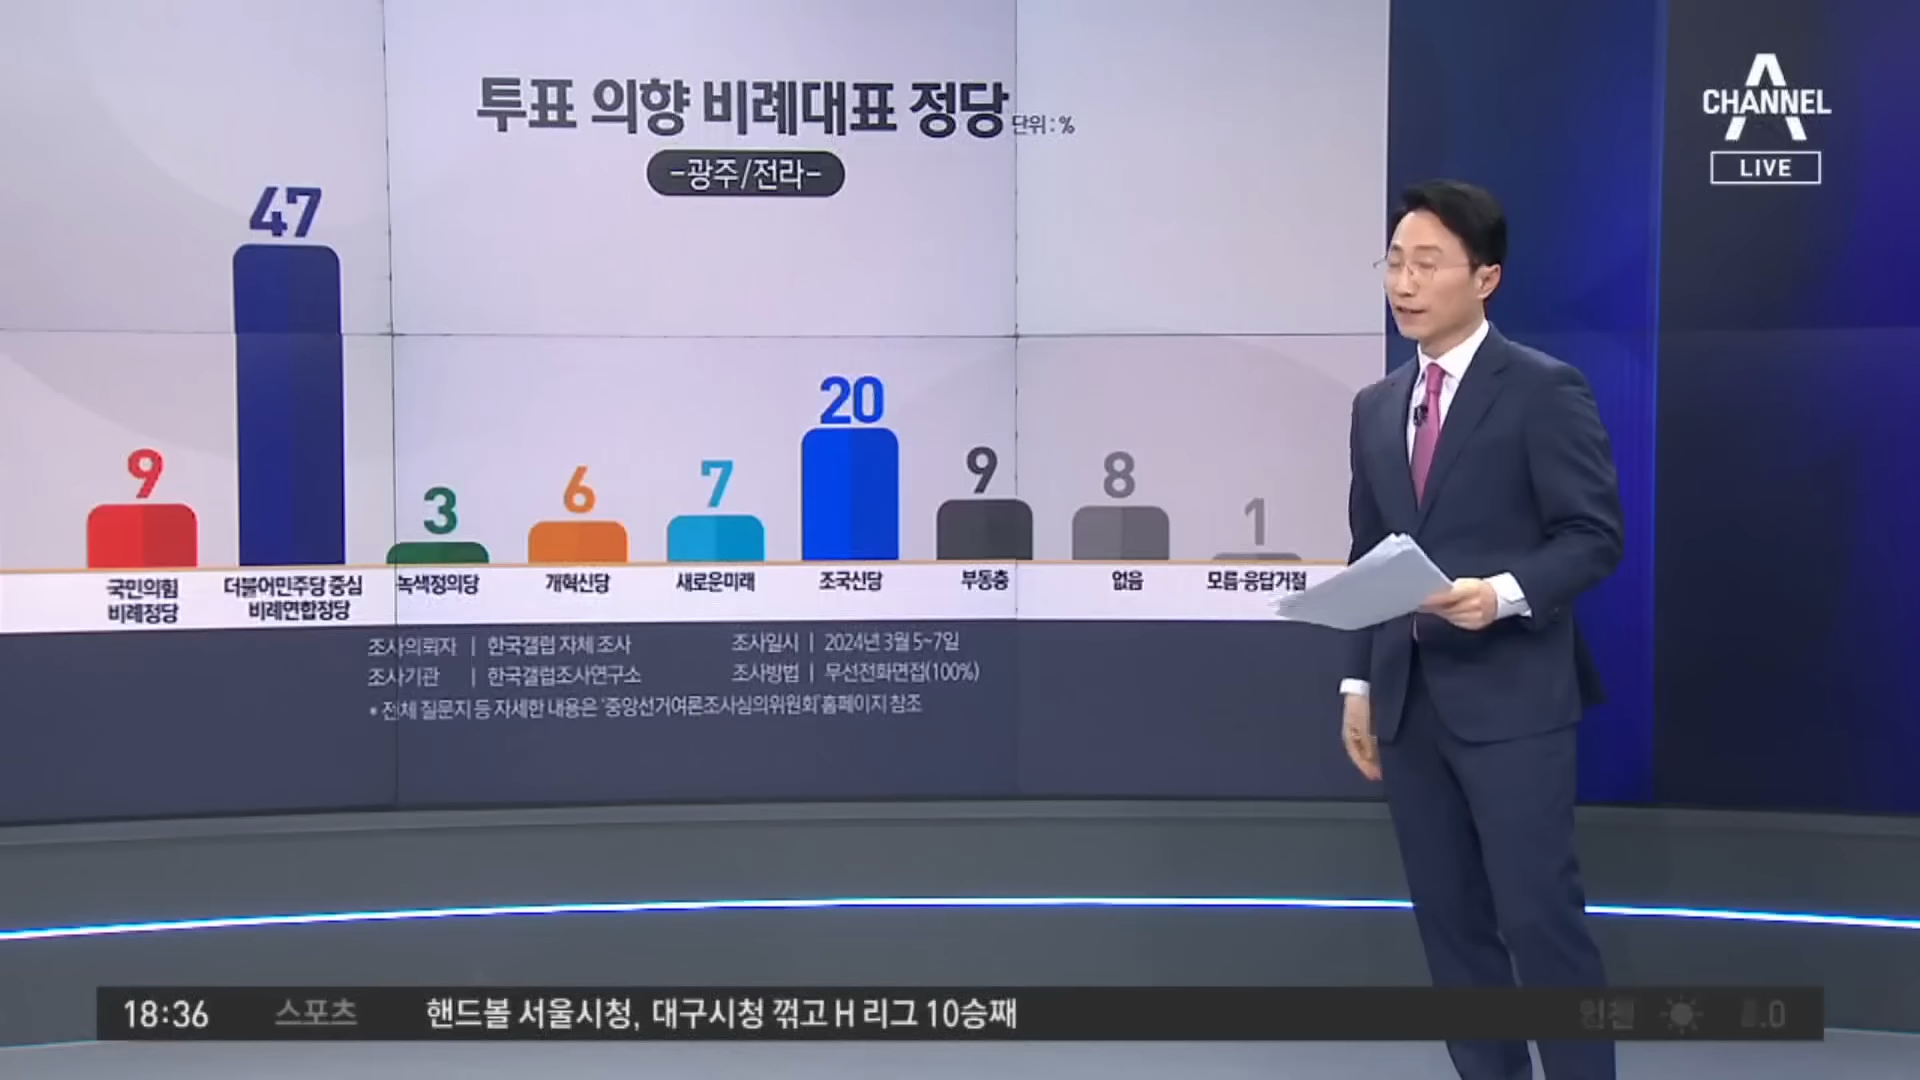 투표 의향 비례대표 정당 단위 : %
-광주/전라-
CHANNEL A
LIVE
9
47
3
6
7
20
9
8
1
국민의힘 비례정당
더불어민주당 중심 비례연합정당
녹색정의당
개혁신당
새로운미래
조국신당
부동층
없음
모름·응답거절
조사의뢰자 | 한국갤럽 자체 조사
조사일시 | 2024년 3월 5~7일
조사기관 | 한국갤럽조사연구소
조사방법 | 무선전화면접(100%)
* 전체 질문지 등 자세한 내용은 '중앙선거여론조사심의위원회' 홈페이지 참조
18:36 스포츠 핸드볼 서울시청, 대구시청 꺾고 H 리그 10승째
인천